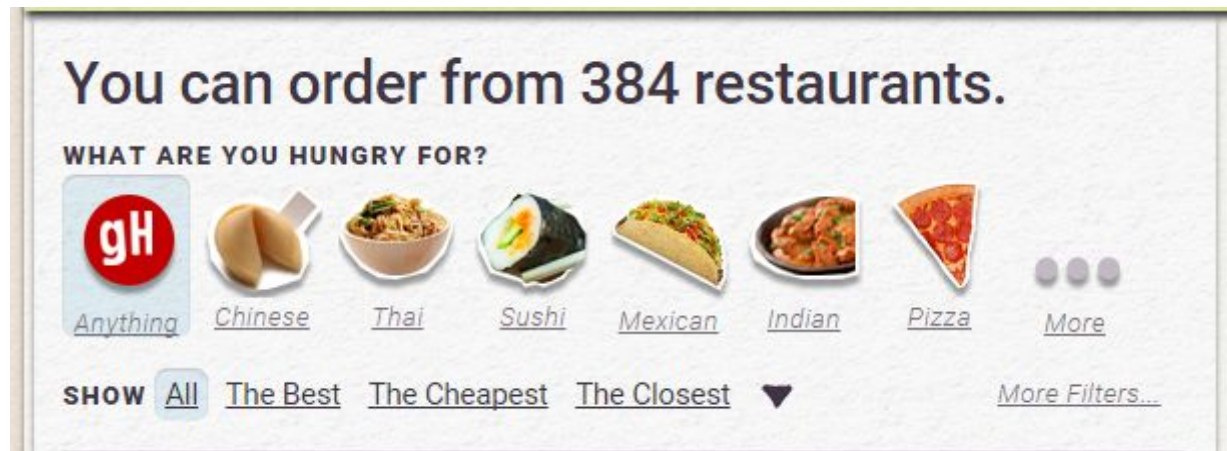 You can order from 384 restaurants.
WHAT ARE YOU HUNGRY FOR?
gH
Anything Chinese Thai Sushi Mexican Indian Pizza More
SHOW All The Best The Cheapest The Closest More Filters...